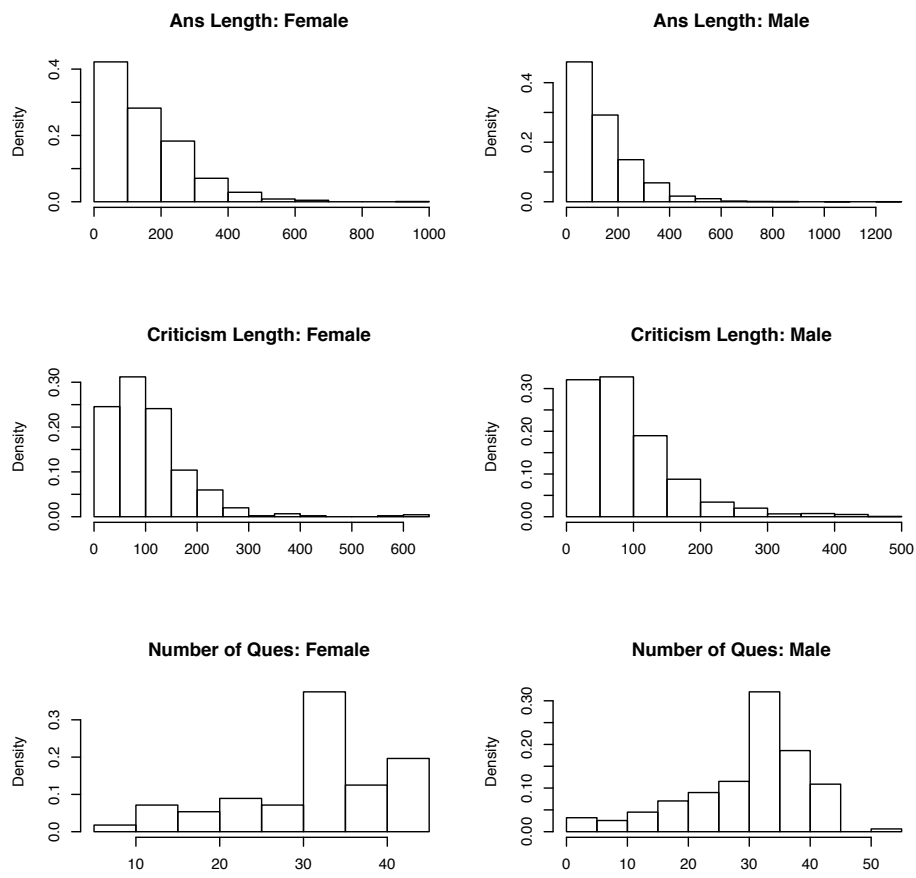 Ans Length: Female
Density
0.0 0.2 0.4
0 200 400 600 800 1000
Ans Length: Male
Density
0.0 0.2 0.4
0 200 400 600 800 1000 1200
Criticism Length: Female
Density
0.00 0.10 0.20 0.30
0 100 200 300 400 500 600
Criticism Length: Male
Density
0.00 0.10 0.20 0.30
0 100 200 300 400 500
Number of Ques: Female
Density
0.0 0.1 0.2 0.3
10 20 30 40
Number of Ques: Male
Density
0.00 0.10 0.20 0.30
0 10 20 30 40 50